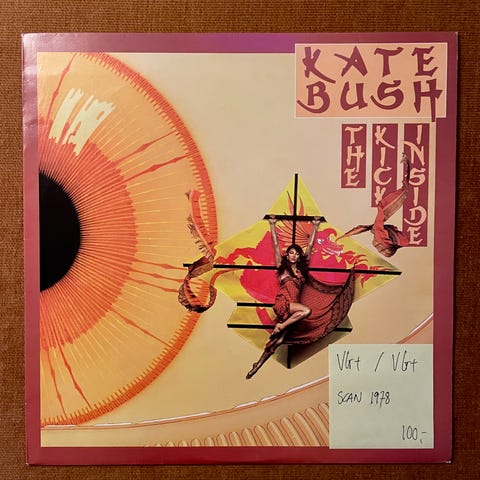 KATE
BUSH
THE
KICK
INSIDE
VG+ / VG+
SCAN 1978
100,-